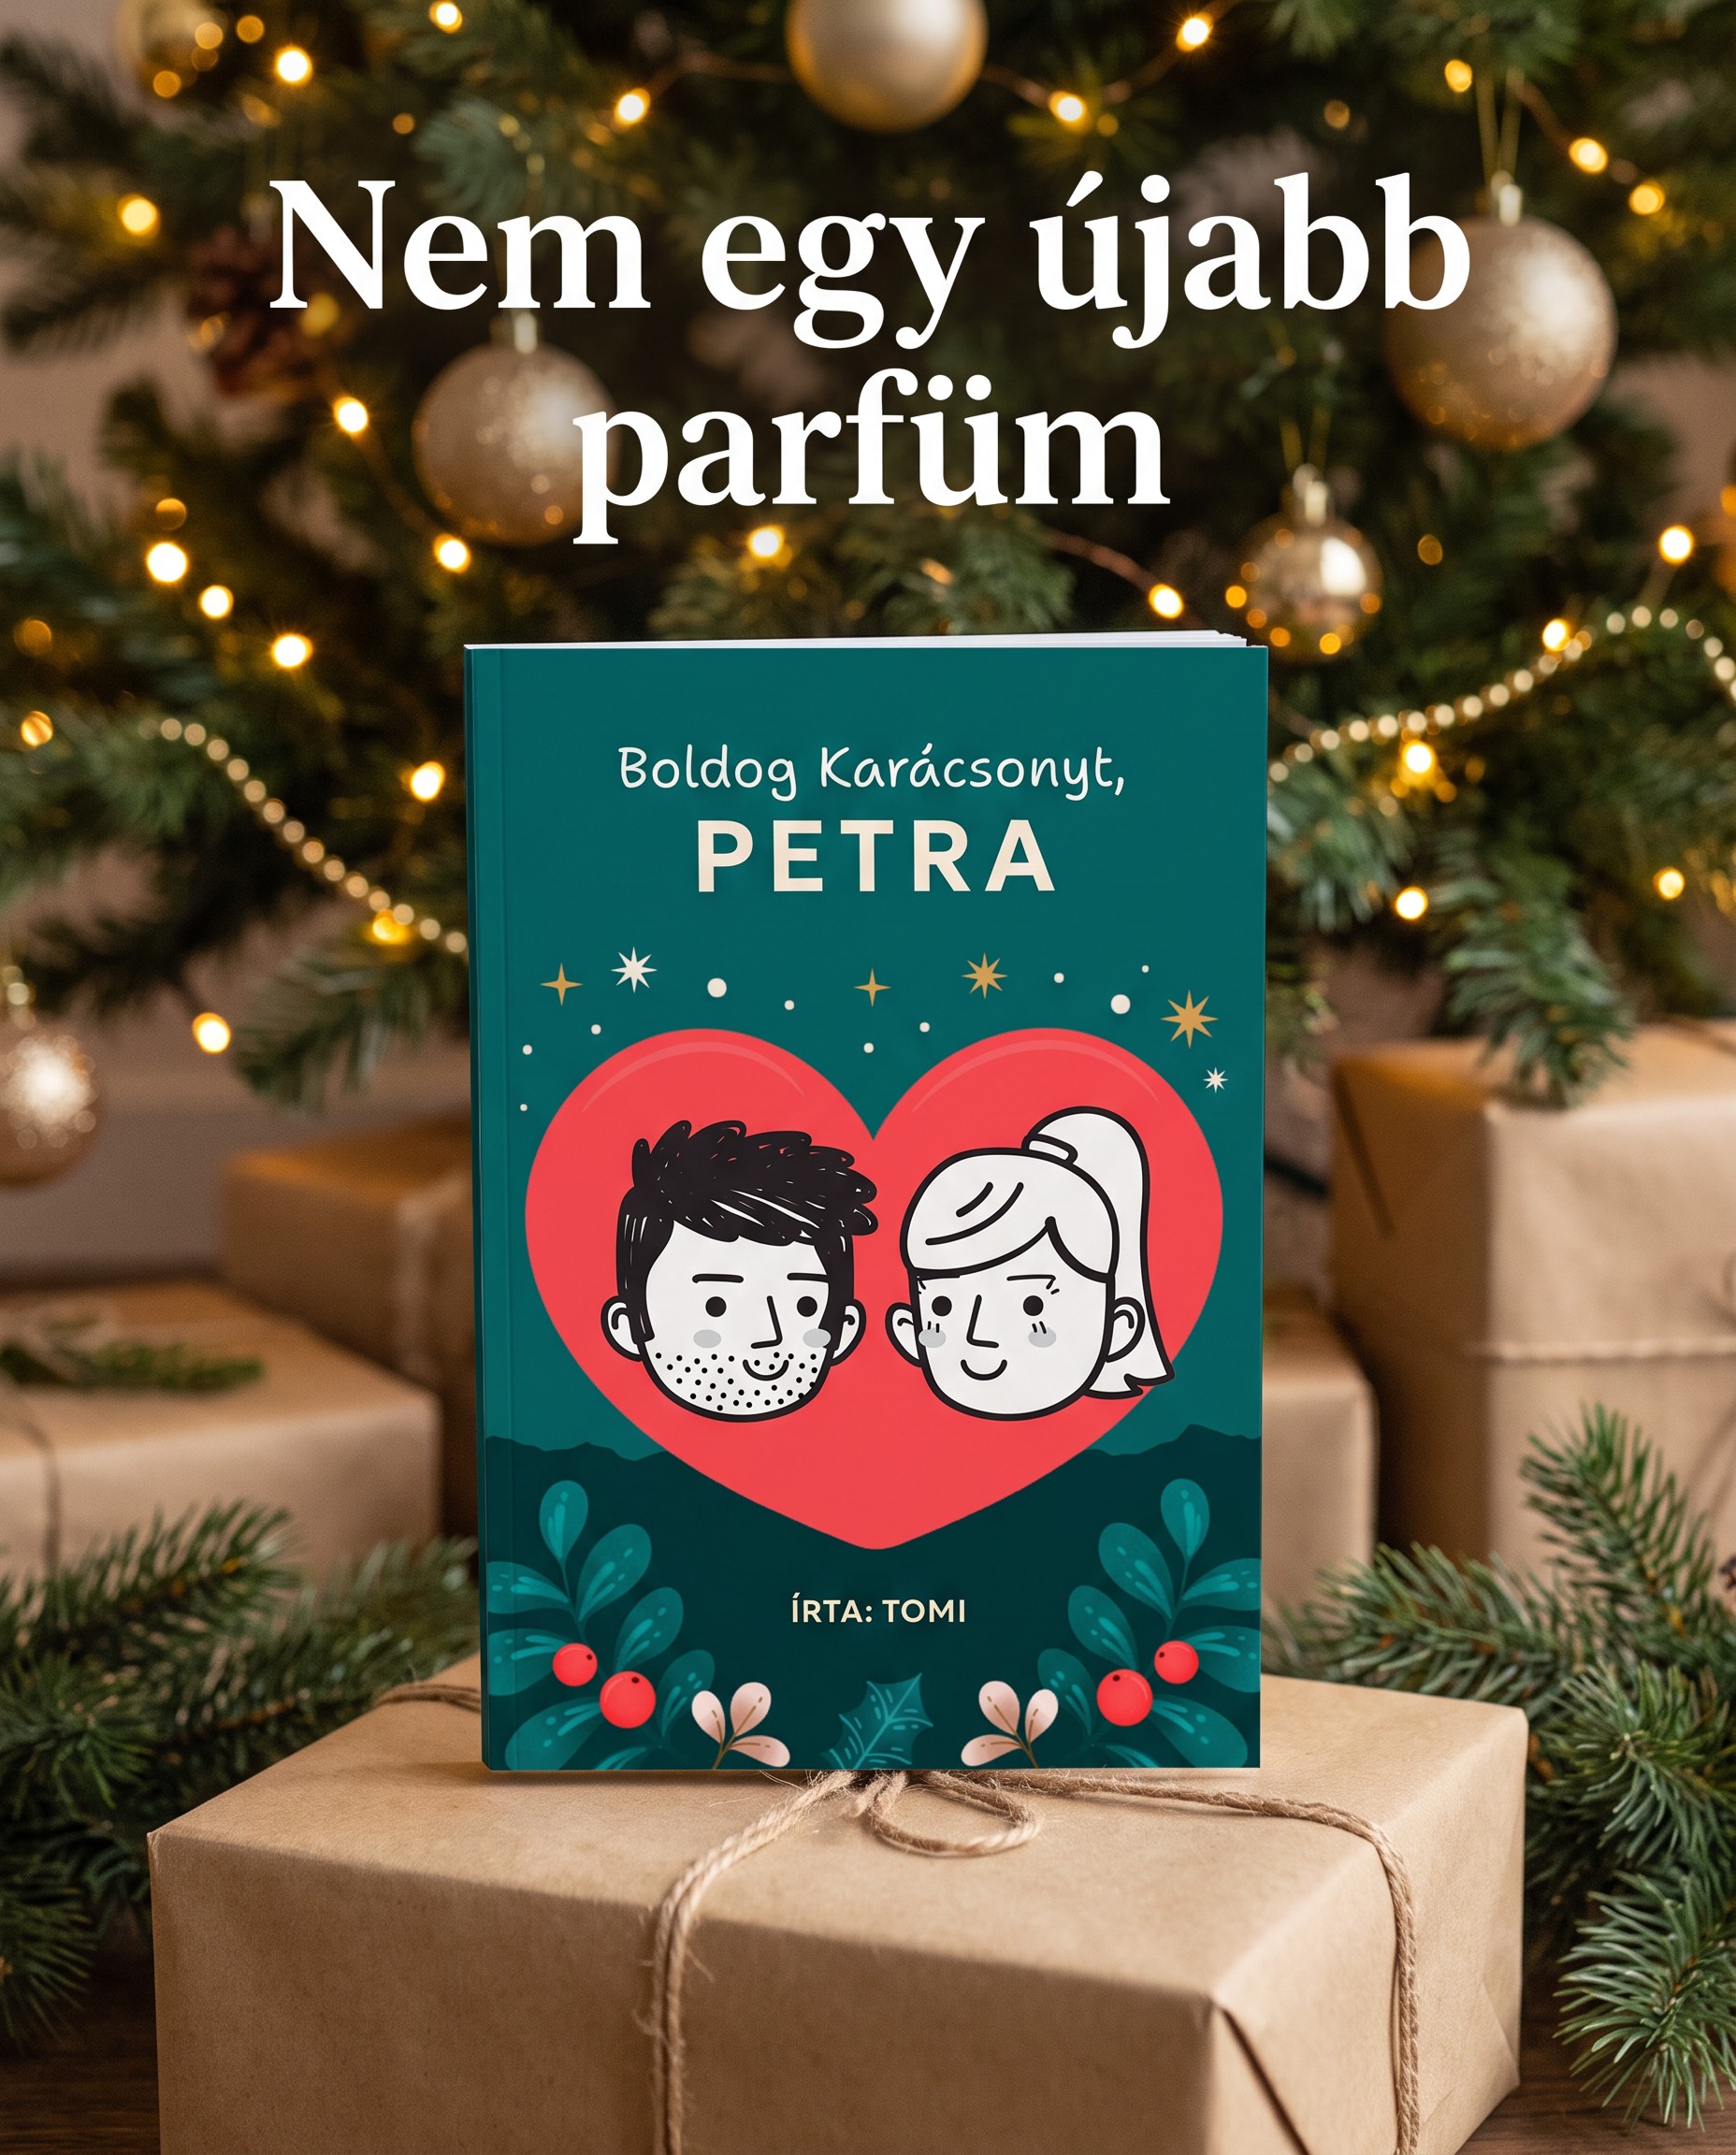 Nem egy újabb
parfüm
Boldog Karácsonyt,
PETRA
ÍRTA: TOMI